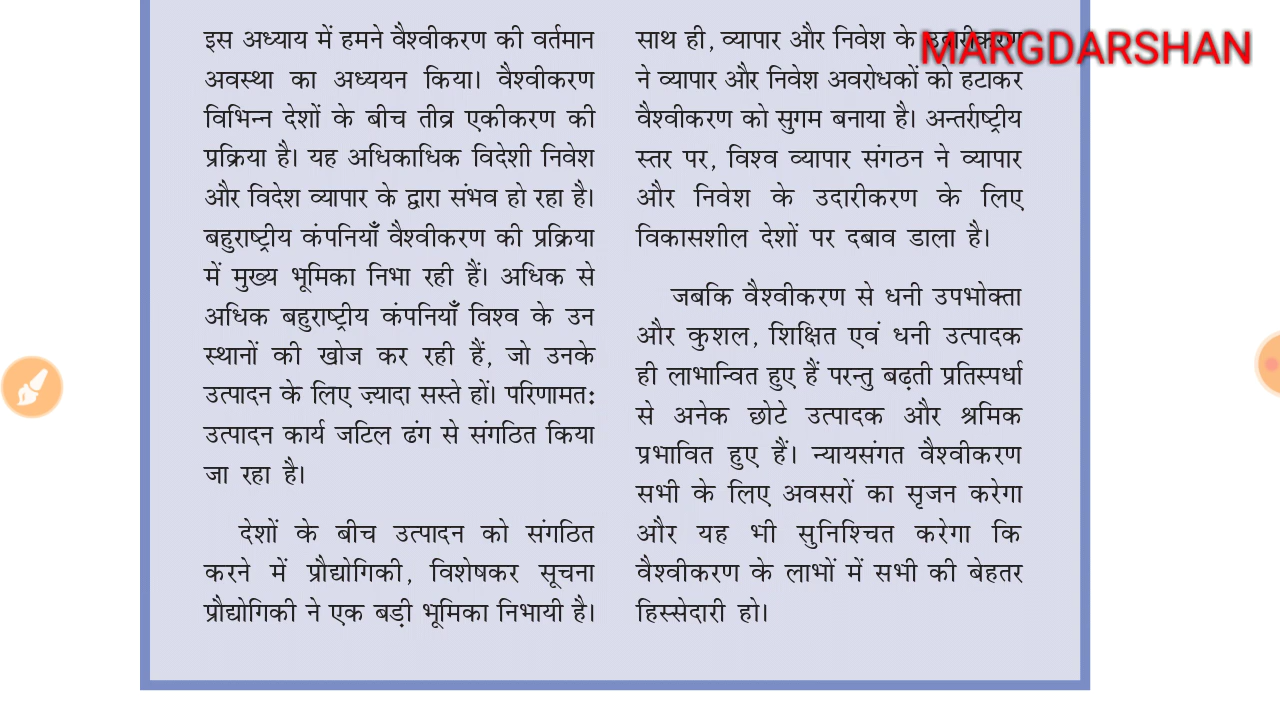 इस अध्याय में हमने वैश्वीकरण की वर्तमान
अवस्था का अध्ययन किया। वैश्वीकरण
विभिन्न देशों के बीच तीव्र एकीकरण की
प्रक्रिया है। यह अधिकाधिक विदेशी निवेश
और विदेश व्यापार के द्वारा संभव हो रहा है।
बहुराष्ट्रीय कंपनियाँ वैश्वीकरण की प्रक्रिया
में मुख्य भूमिका निभा रही हैं। अधिक से
अधिक बहुराष्ट्रीय कंपनियाँ विश्व के उन
स्थानों की खोज कर रही हैं, जो उनके
उत्पादन के लिए ज़्यादा सस्ते हों। परिणामतः
उत्पादन कार्य जटिल ढंग से संगठित किया
जा रहा है।
देशों के बीच उत्पादन को संगठित
करने में प्रौद्योगिकी, विशेषकर सूचना
प्रौद्योगिकी ने एक बड़ी भूमिका निभायी है।
साथ ही, व्यापार और निवेश के उदारीकरण
ने व्यापार और निवेश अवरोधकों को हटाकर
वैश्वीकरण को सुगम बनाया है। अन्तर्राष्ट्रीय
स्तर पर, विश्व व्यापार संगठन ने व्यापार
और निवेश के उदारीकरण के लिए
विकासशील देशों पर दबाव डाला है।
जबकि वैश्वीकरण से धनी उपभोक्ता
और कुशल, शिक्षित एवं धनी उत्पादक
ही लाभान्वित हुए हैं परन्तु बढ़ती प्रतिस्पर्धा
से अनेक छोटे उत्पादक और श्रमिक
प्रभावित हुए हैं। न्यायसंगत वैश्वीकरण
सभी के लिए अवसरों का सृजन करेगा
और यह भी सुनिश्चित करेगा कि
वैश्वीकरण के लाभों में सभी की बेहतर
हिस्सेदारी हो।
MARGDARSHAN